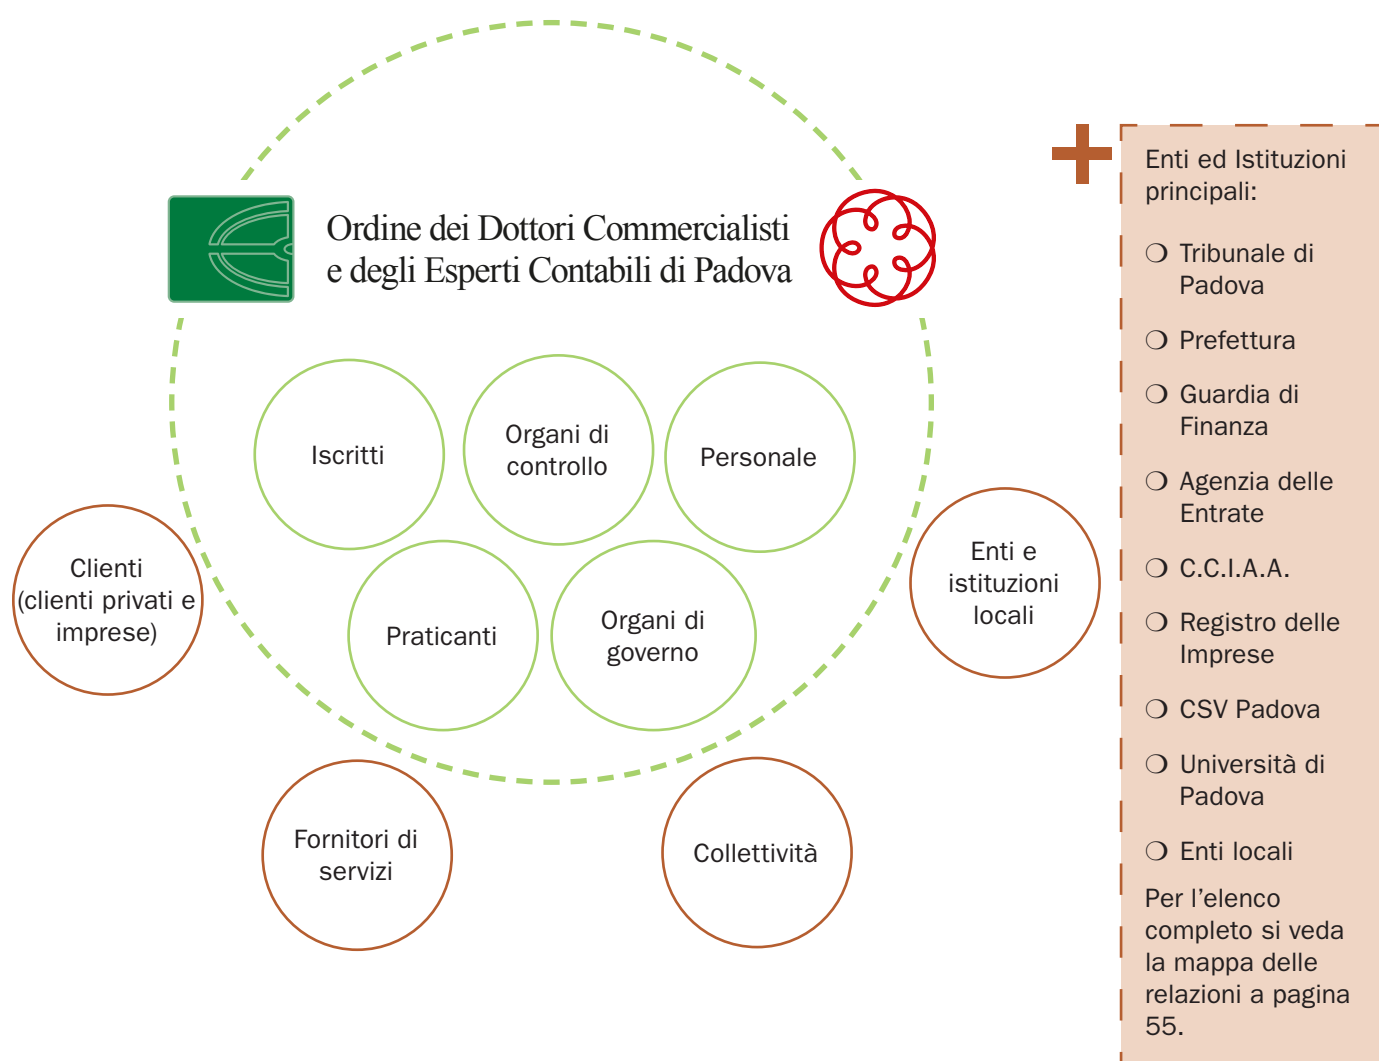 Ordine dei Dottori Commercialisti
e degli Esperti Contabili di Padova
Iscritti
Organi di
controllo
Personale
Praticanti
Organi di
governo
Clienti
(clienti privati e
imprese)
Fornitori di
servizi
Collettività
Enti e
istituzioni
locali
Enti ed Istituzioni
principali:
❍ Tribunale di
Padova
❍ Prefettura
❍ Guardia di
Finanza
❍ Agenzia delle
Entrate
❍ C.C.I.A.A.
❍ Registro delle
Imprese
❍ CSV Padova
❍ Università di
Padova
❍ Enti locali
Per l’elenco
completo si veda
la mappa delle
relazioni a pagina
55.